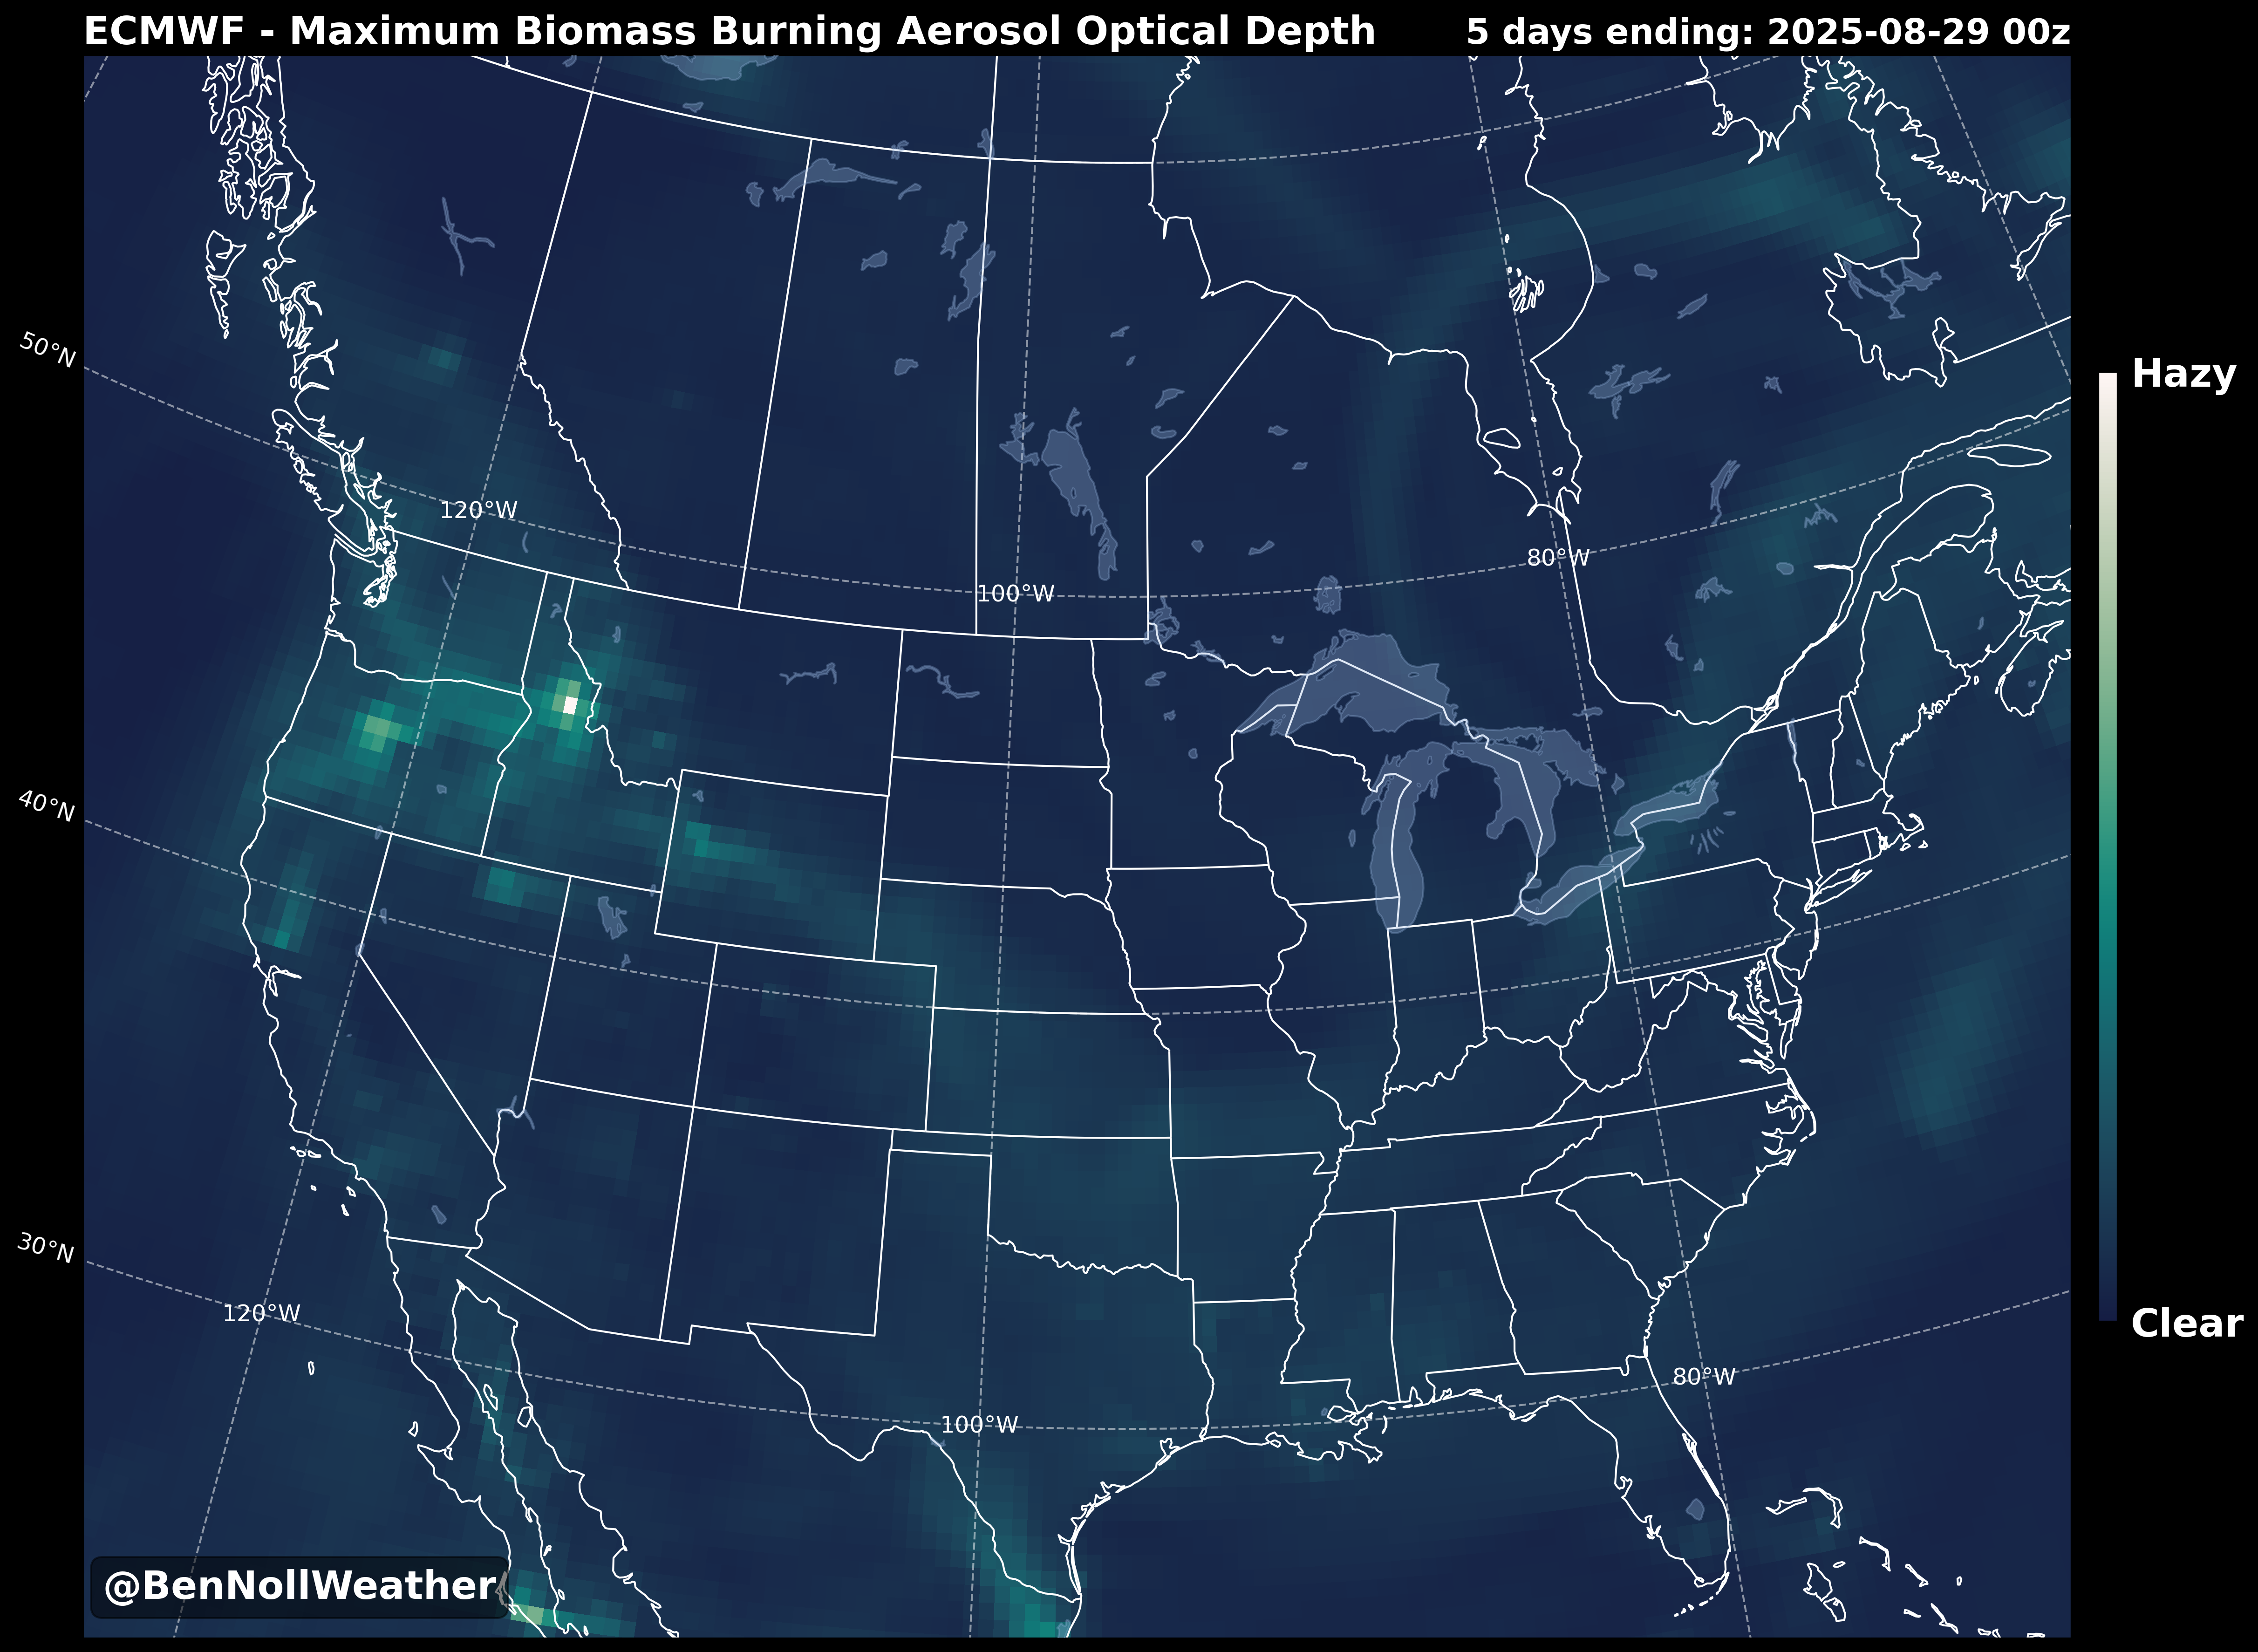 ECMWF - Maximum Biomass Burning Aerosol Optical Depth
5 days ending: 2025-08-29 00z
50°N
Hazy
120°W
80°W
100°W
40°N
30°N
120°W
Clear
80°W
100°W
@BenNollWeather